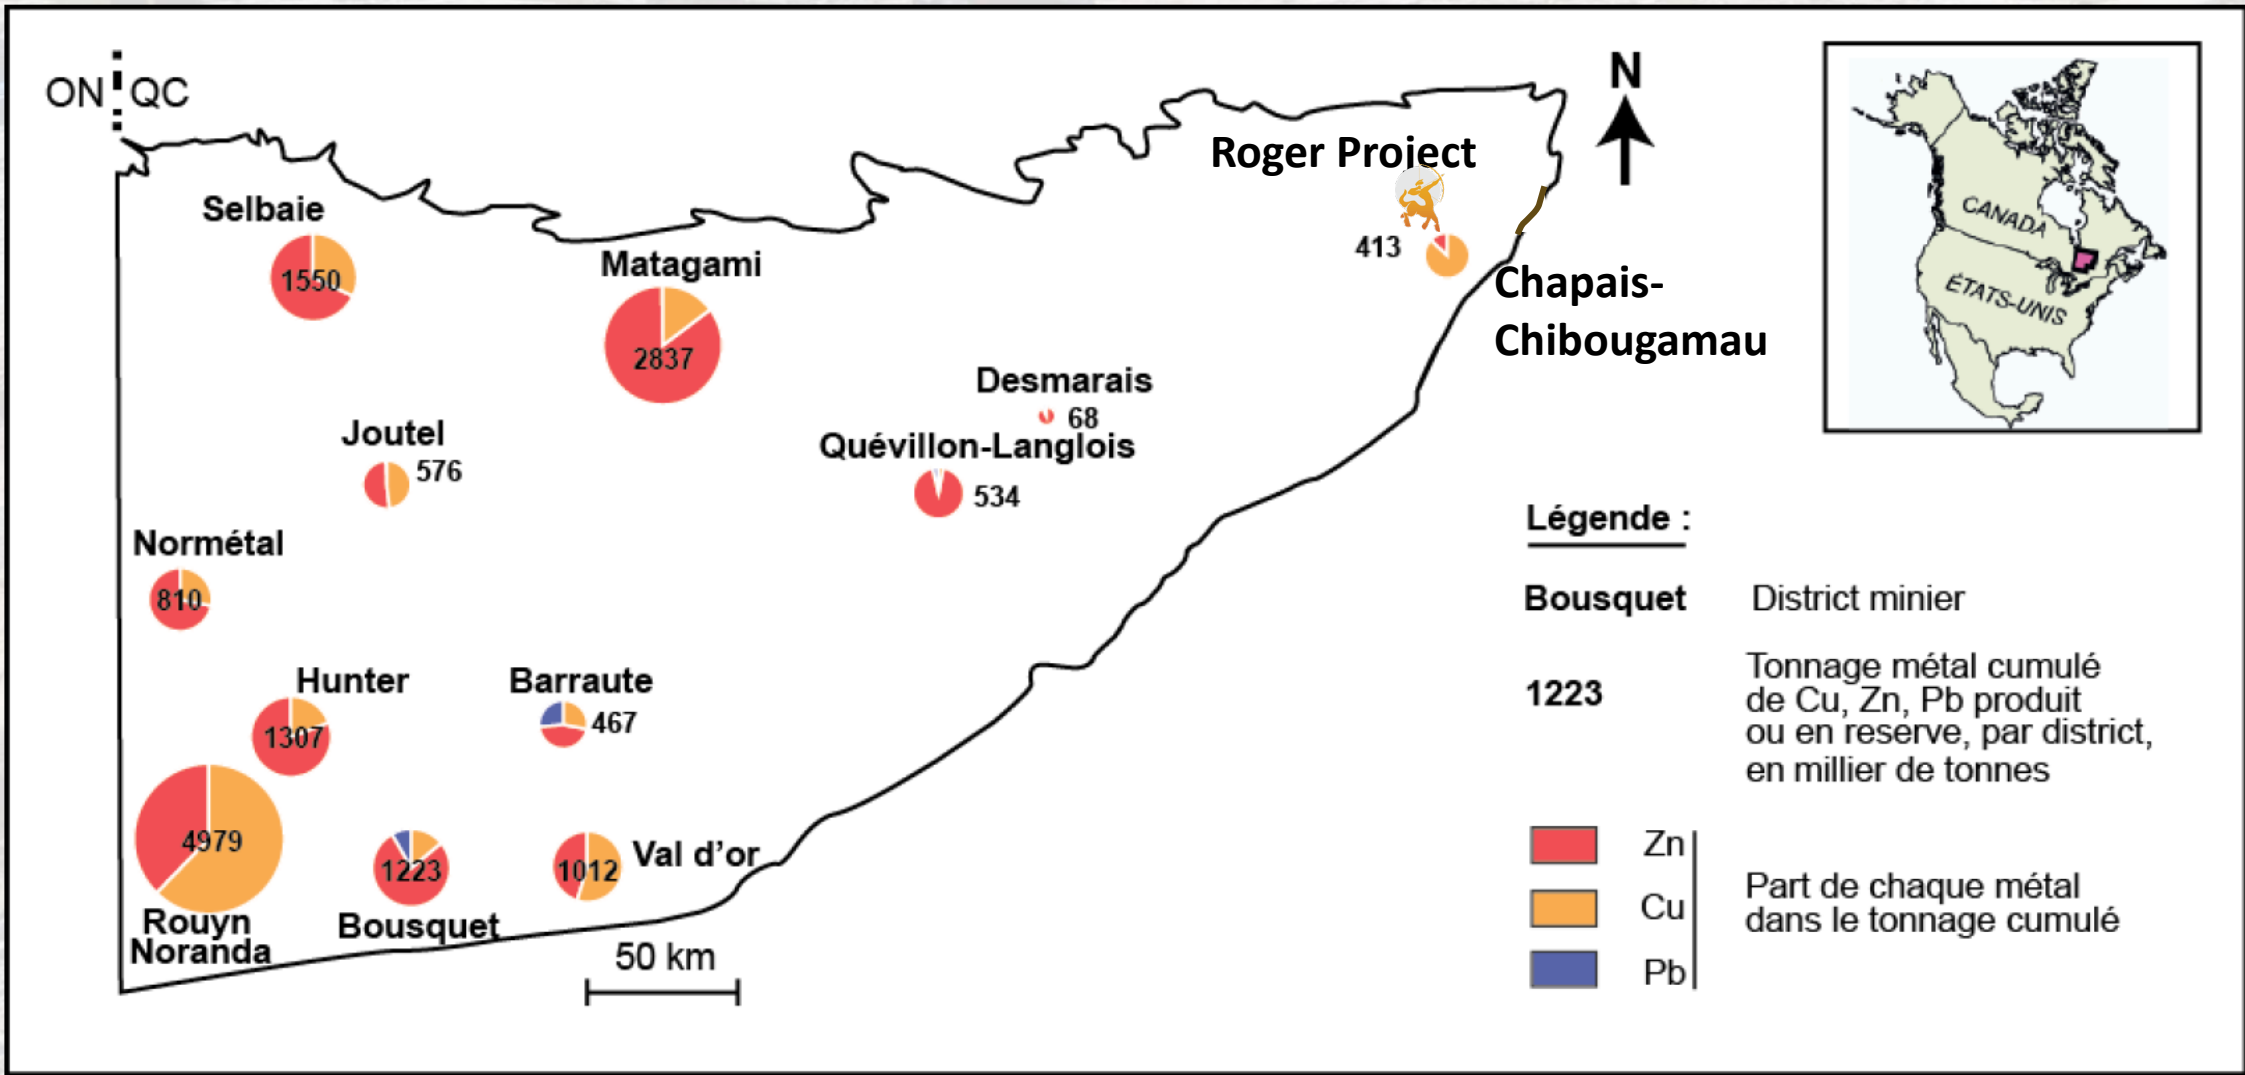 ON QC
N
Roger Project
Selbaie
1550
Matagami
2837
413
Chapais-
Chibougamau
Desmarais
68
Quévillon-Langlois
534
Joutel
576
Normétal
810
Hunter
1307
Barraute
467
4979
Rouyn
Noranda
1223
Bousquet
1012
Val d’or
50 km
CANADA
ÉTATS-UNIS
Légende :
Bousquet District minier
1223
Tonnage métal cumulé
de Cu, Zn, Pb produit
ou en reserve, par district,
en millier de tonnes
Zn
Cu
Pb
Part de chaque métal
dans le tonnage cumulé